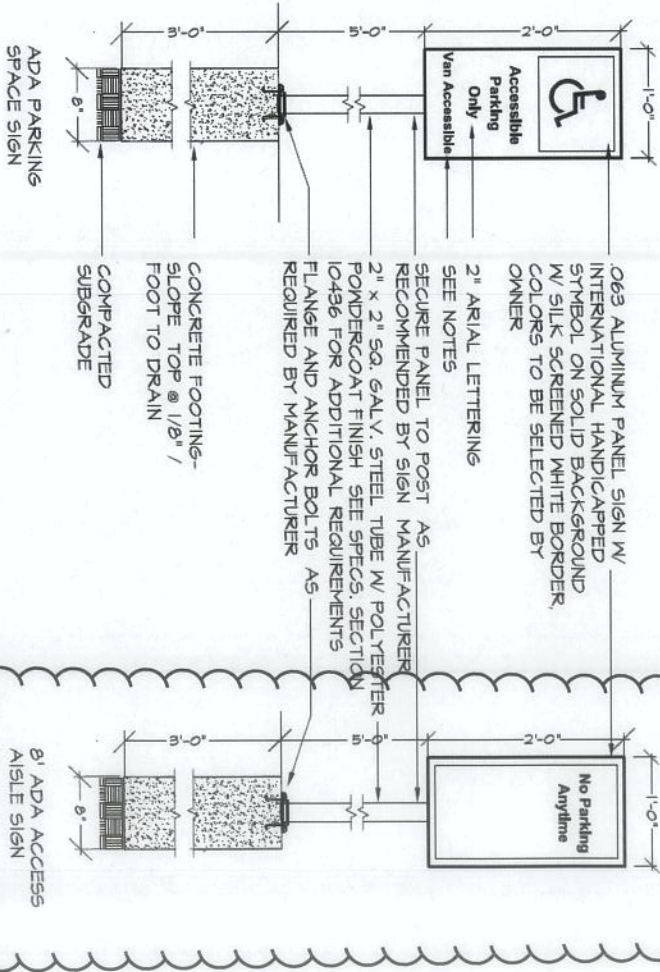 1'-0"
2'-0"
5'-0"
3'-0"
8"
Accessible
Parking
Only
Van Accessible
ADA PARKING
SPACE SIGN
.063 ALUMINUM PANEL SIGN W/
INTERNATIONAL HANDICAPPED
SYMBOL ON SOLID BACKGROUND
W/ SILK SCREENED WHITE BORDER,
COLORS TO BE SELECTED BY
OWNER
2" ARIAL LETTERING
SEE NOTES
SECURE PANEL TO POST AS
RECOMMENDED BY SIGN MANUFACTURER
2" x 2" SQ. GALV. STEEL TUBE W/ POLYESTER
POWDERCOAT FINISH SEE SPECS. SECTION
10436 FOR ADDITIONAL REQUIREMENTS
FLANGE AND ANCHOR BOLTS AS
REQUIRED BY MANUFACTURER
CONCRETE FOOTING-
SLOPE TOP @ 1/8" /
FOOT TO DRAIN
COMPACTED
SUBGRADE
1'-0"
2'-0"
5'-0"
3'-0"
8"
No Parking
Anytime
8' ADA ACCESS
AISLE SIGN